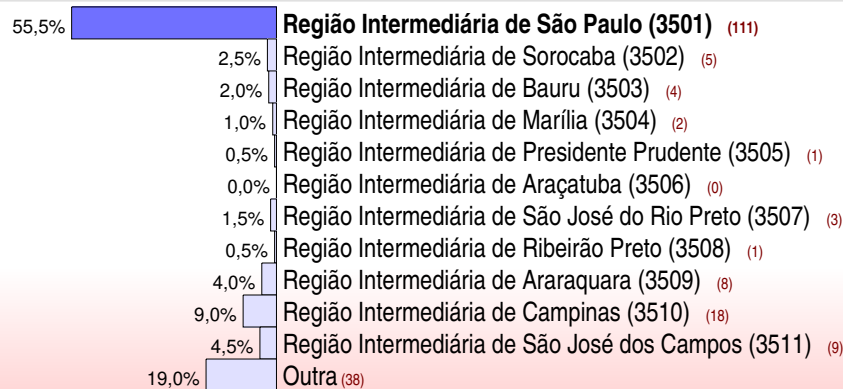 55,5% Região Intermediária de São Paulo (3501) (111)
2,5% Região Intermediária de Sorocaba (3502) (5)
2,0% Região Intermediária de Bauru (3503) (4)
1,0% Região Intermediária de Marília (3504) (2)
0,5% Região Intermediária de Presidente Prudente (3505) (1)
0,0% Região Intermediária de Araçatuba (3506) (0)
1,5% Região Intermediária de São José do Rio Preto (3507) (3)
0,5% Região Intermediária de Ribeirão Preto (3508) (1)
4,0% Região Intermediária de Araraquara (3509) (8)
9,0% Região Intermediária de Campinas (3510) (18)
4,5% Região Intermediária de São José dos Campos (3511) (9)
19,0% Outra (38)